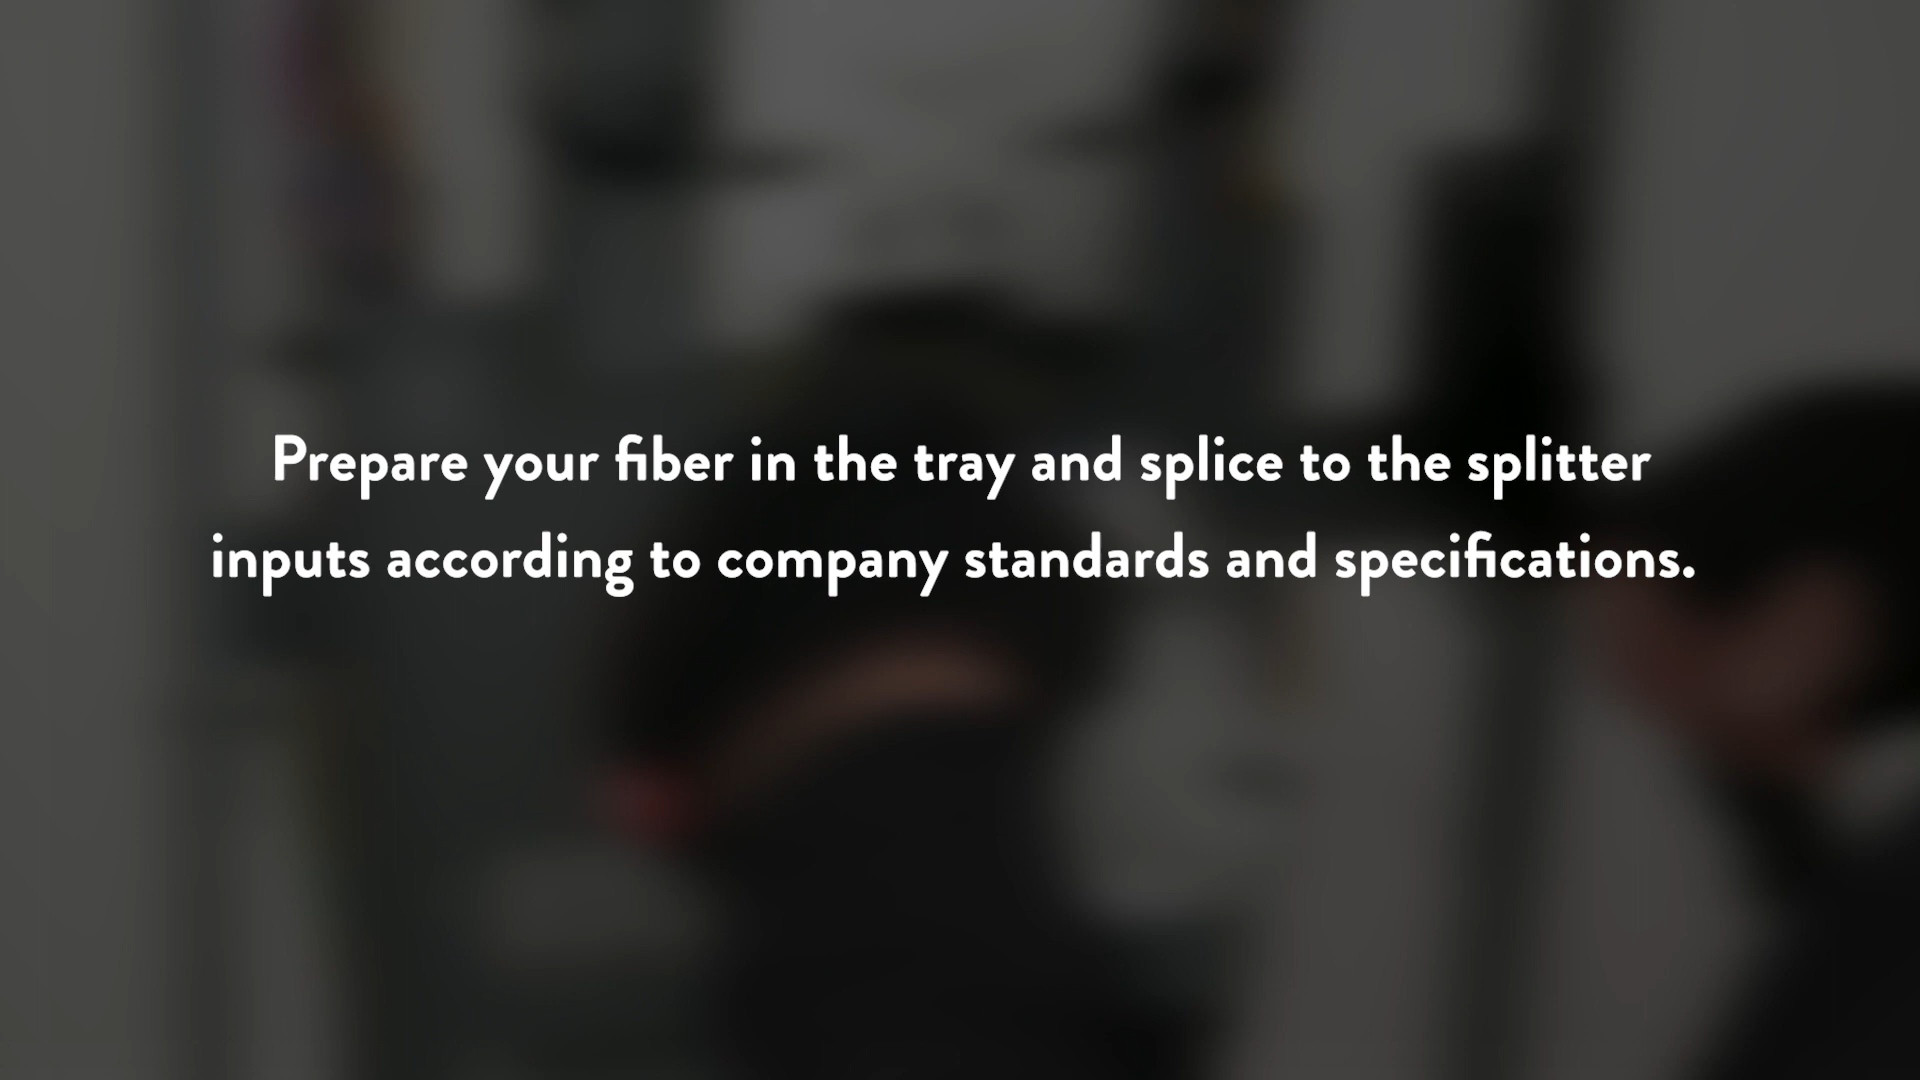 Prepare your fiber in the tray and splice to the splitter
inputs according to company standards and specifications.